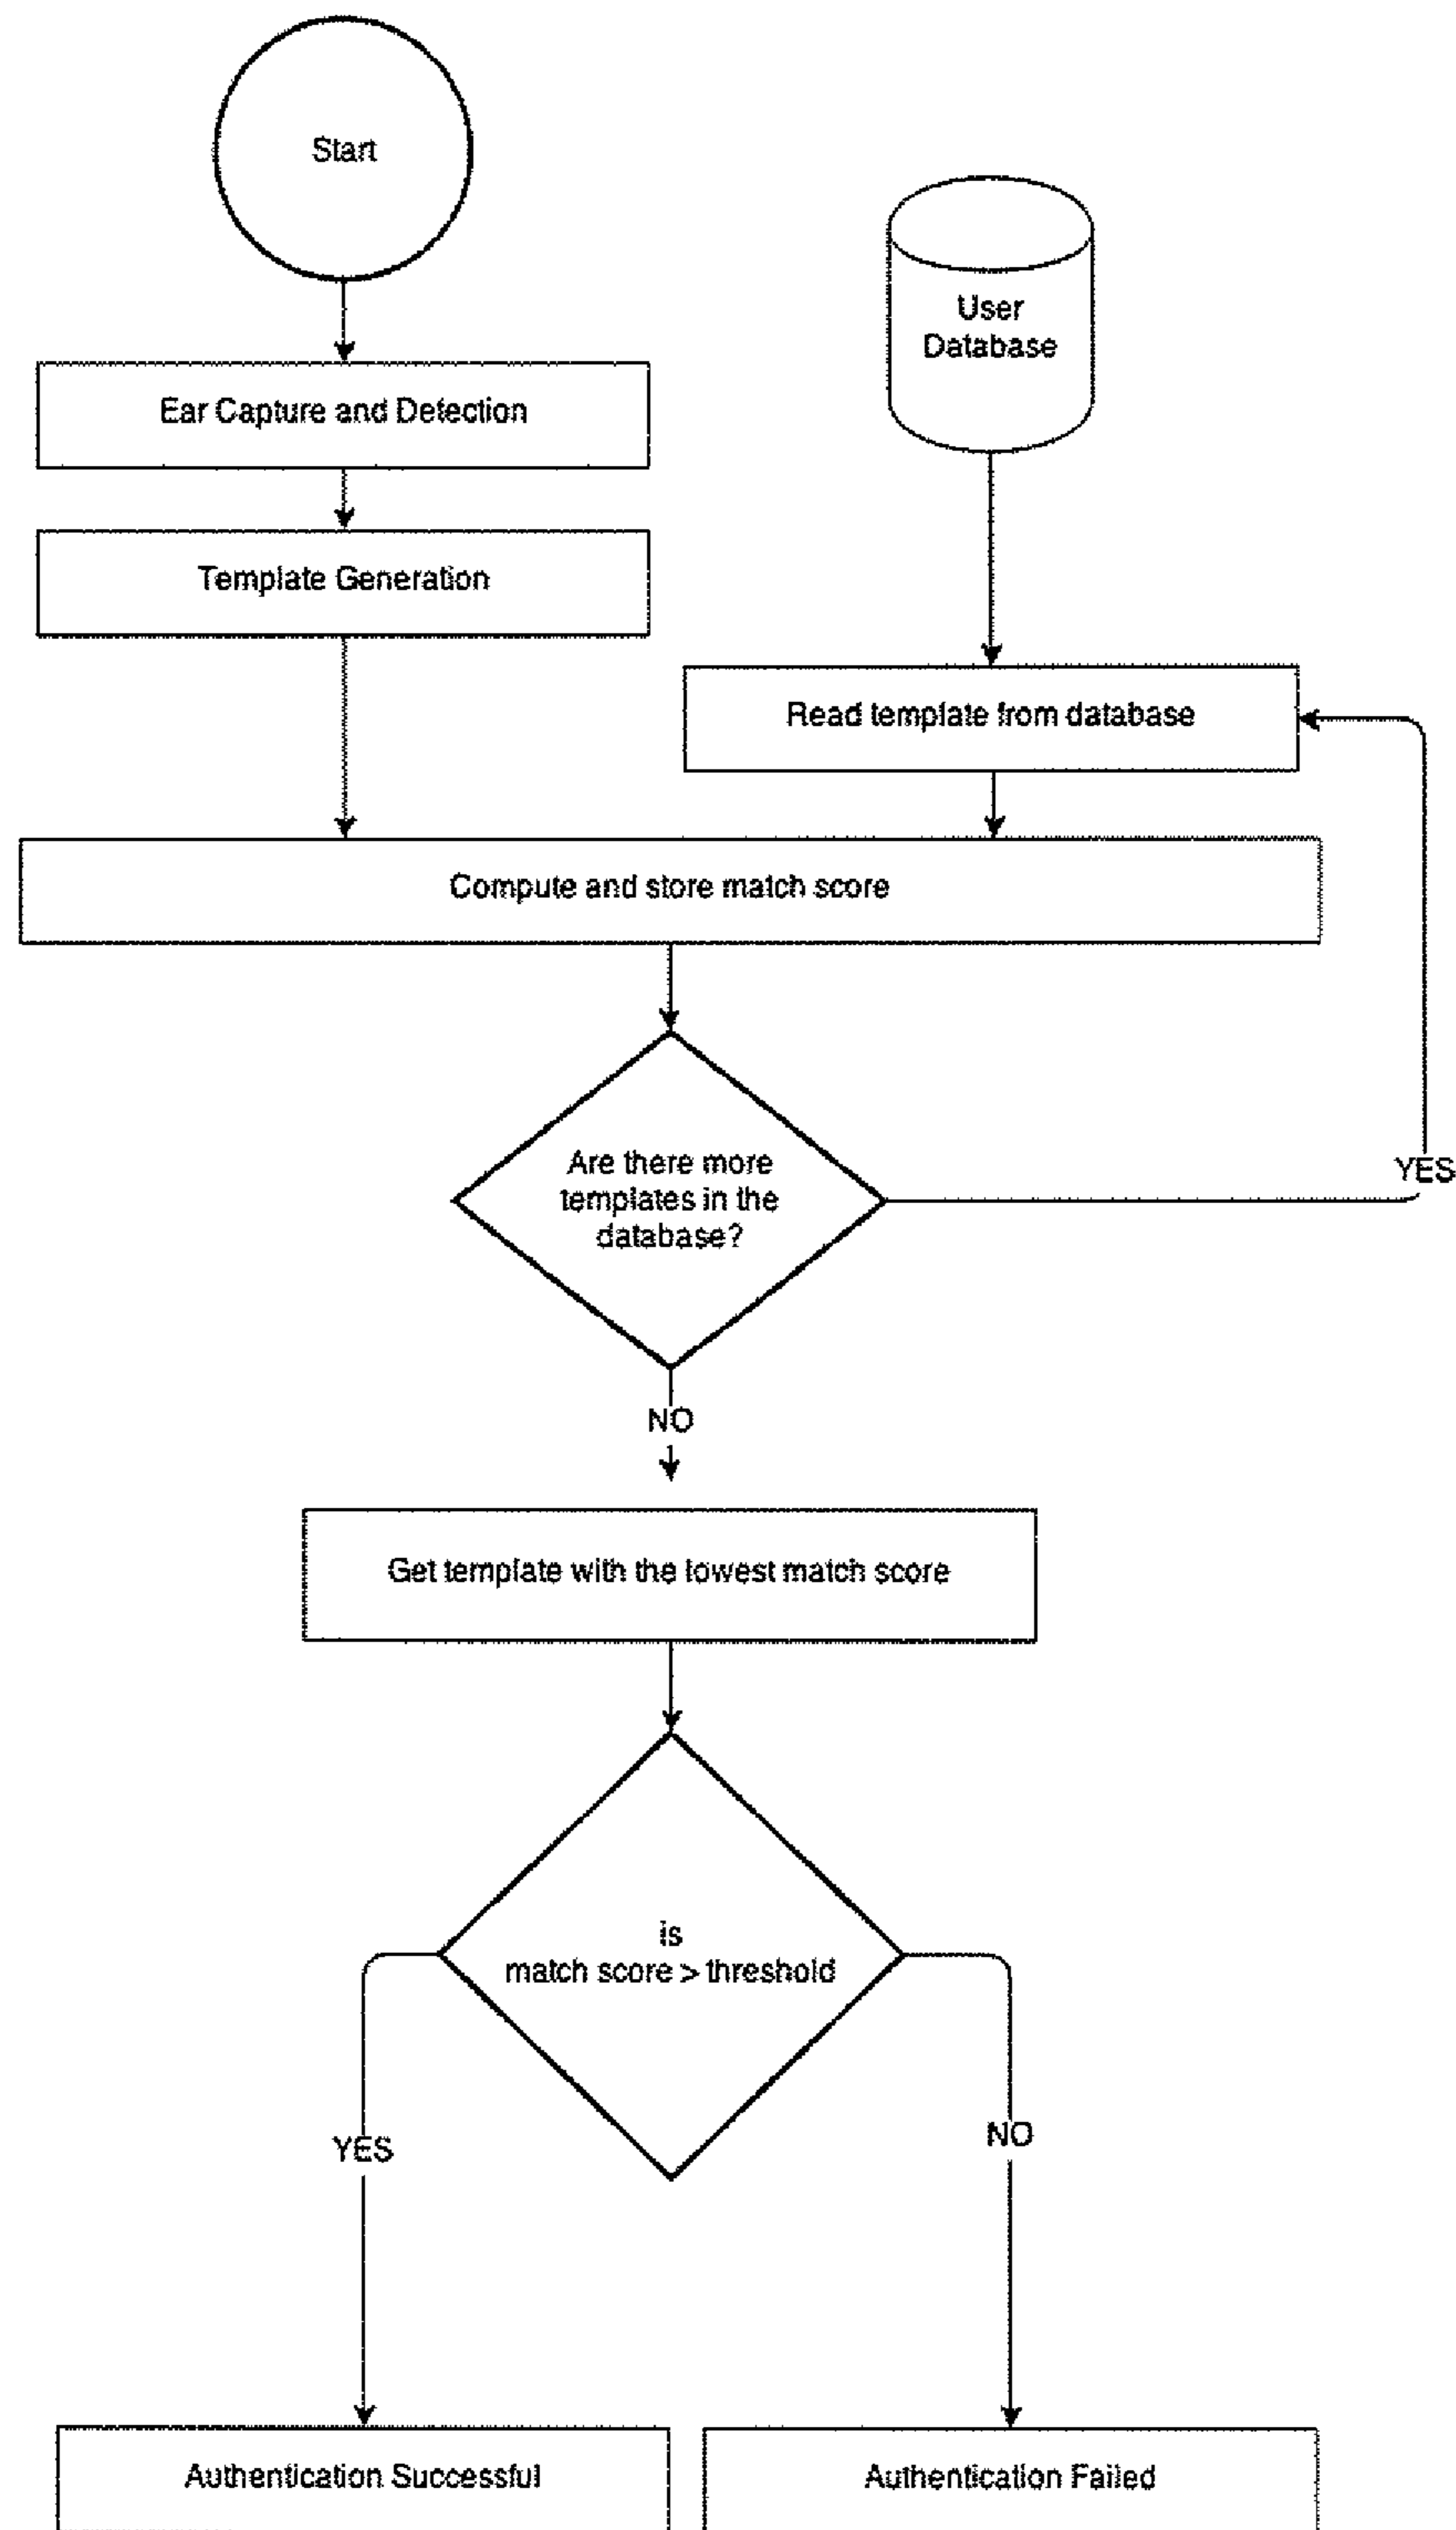 Start
User
Database
Ear Capture and Detection
Template Generation
Read template from database
Compute and store match score
Are there more
templates in the
database?
YES
NO
Get template with the lowest match score
is
match score > threshold
YES
NO
Authentication Successful
Authentication Failed